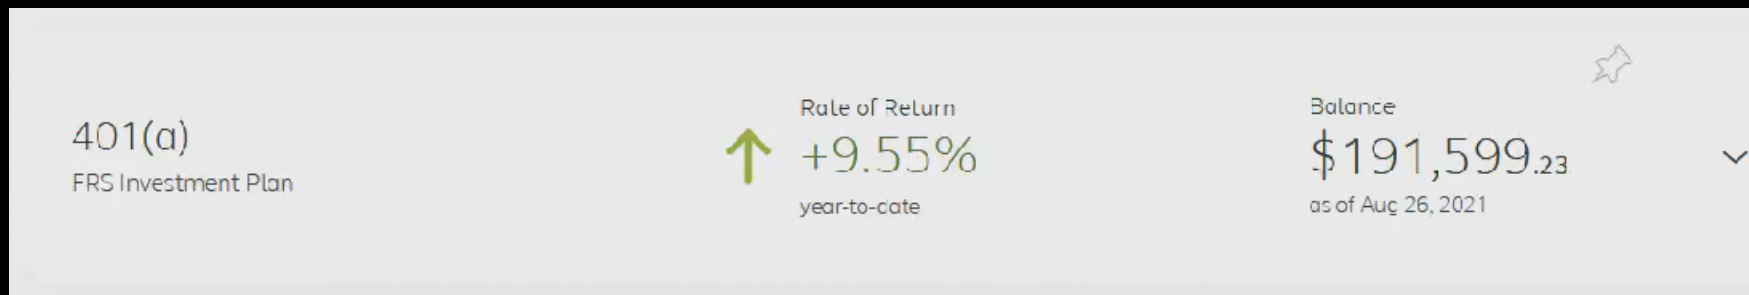 401(a)
FRS Investment Plan
Rate of Return
+9.55%
year-to-date
Balance
$191,599.23
as of Aug 26, 2021